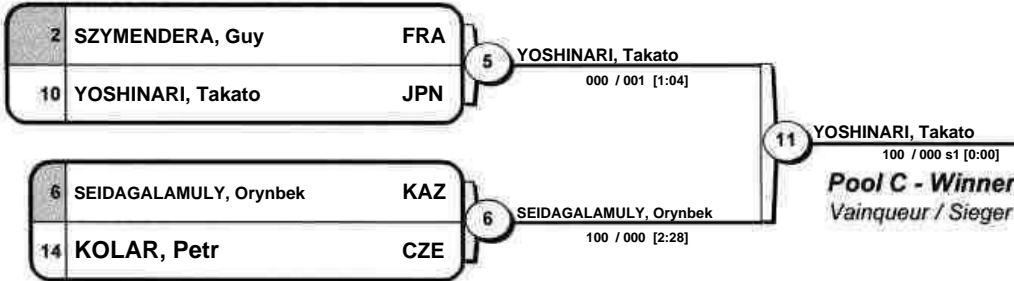 2 SZYMENDERA, Guy FRA
10 YOSHINARI, Takato JPN
5
YOSHINARI, Takato
000 / 001 [1:04]
6 SEIDAGALAMULY, Orynbek KAZ
14 KOLAR, Petr CZE
6
SEIDAGALAMULY, Orynbek
100 / 000 [2:28]
11
YOSHINARI, Takato
100 / 000 s1 [0:00]
Pool C - Winner
Vainqueur / Sieger